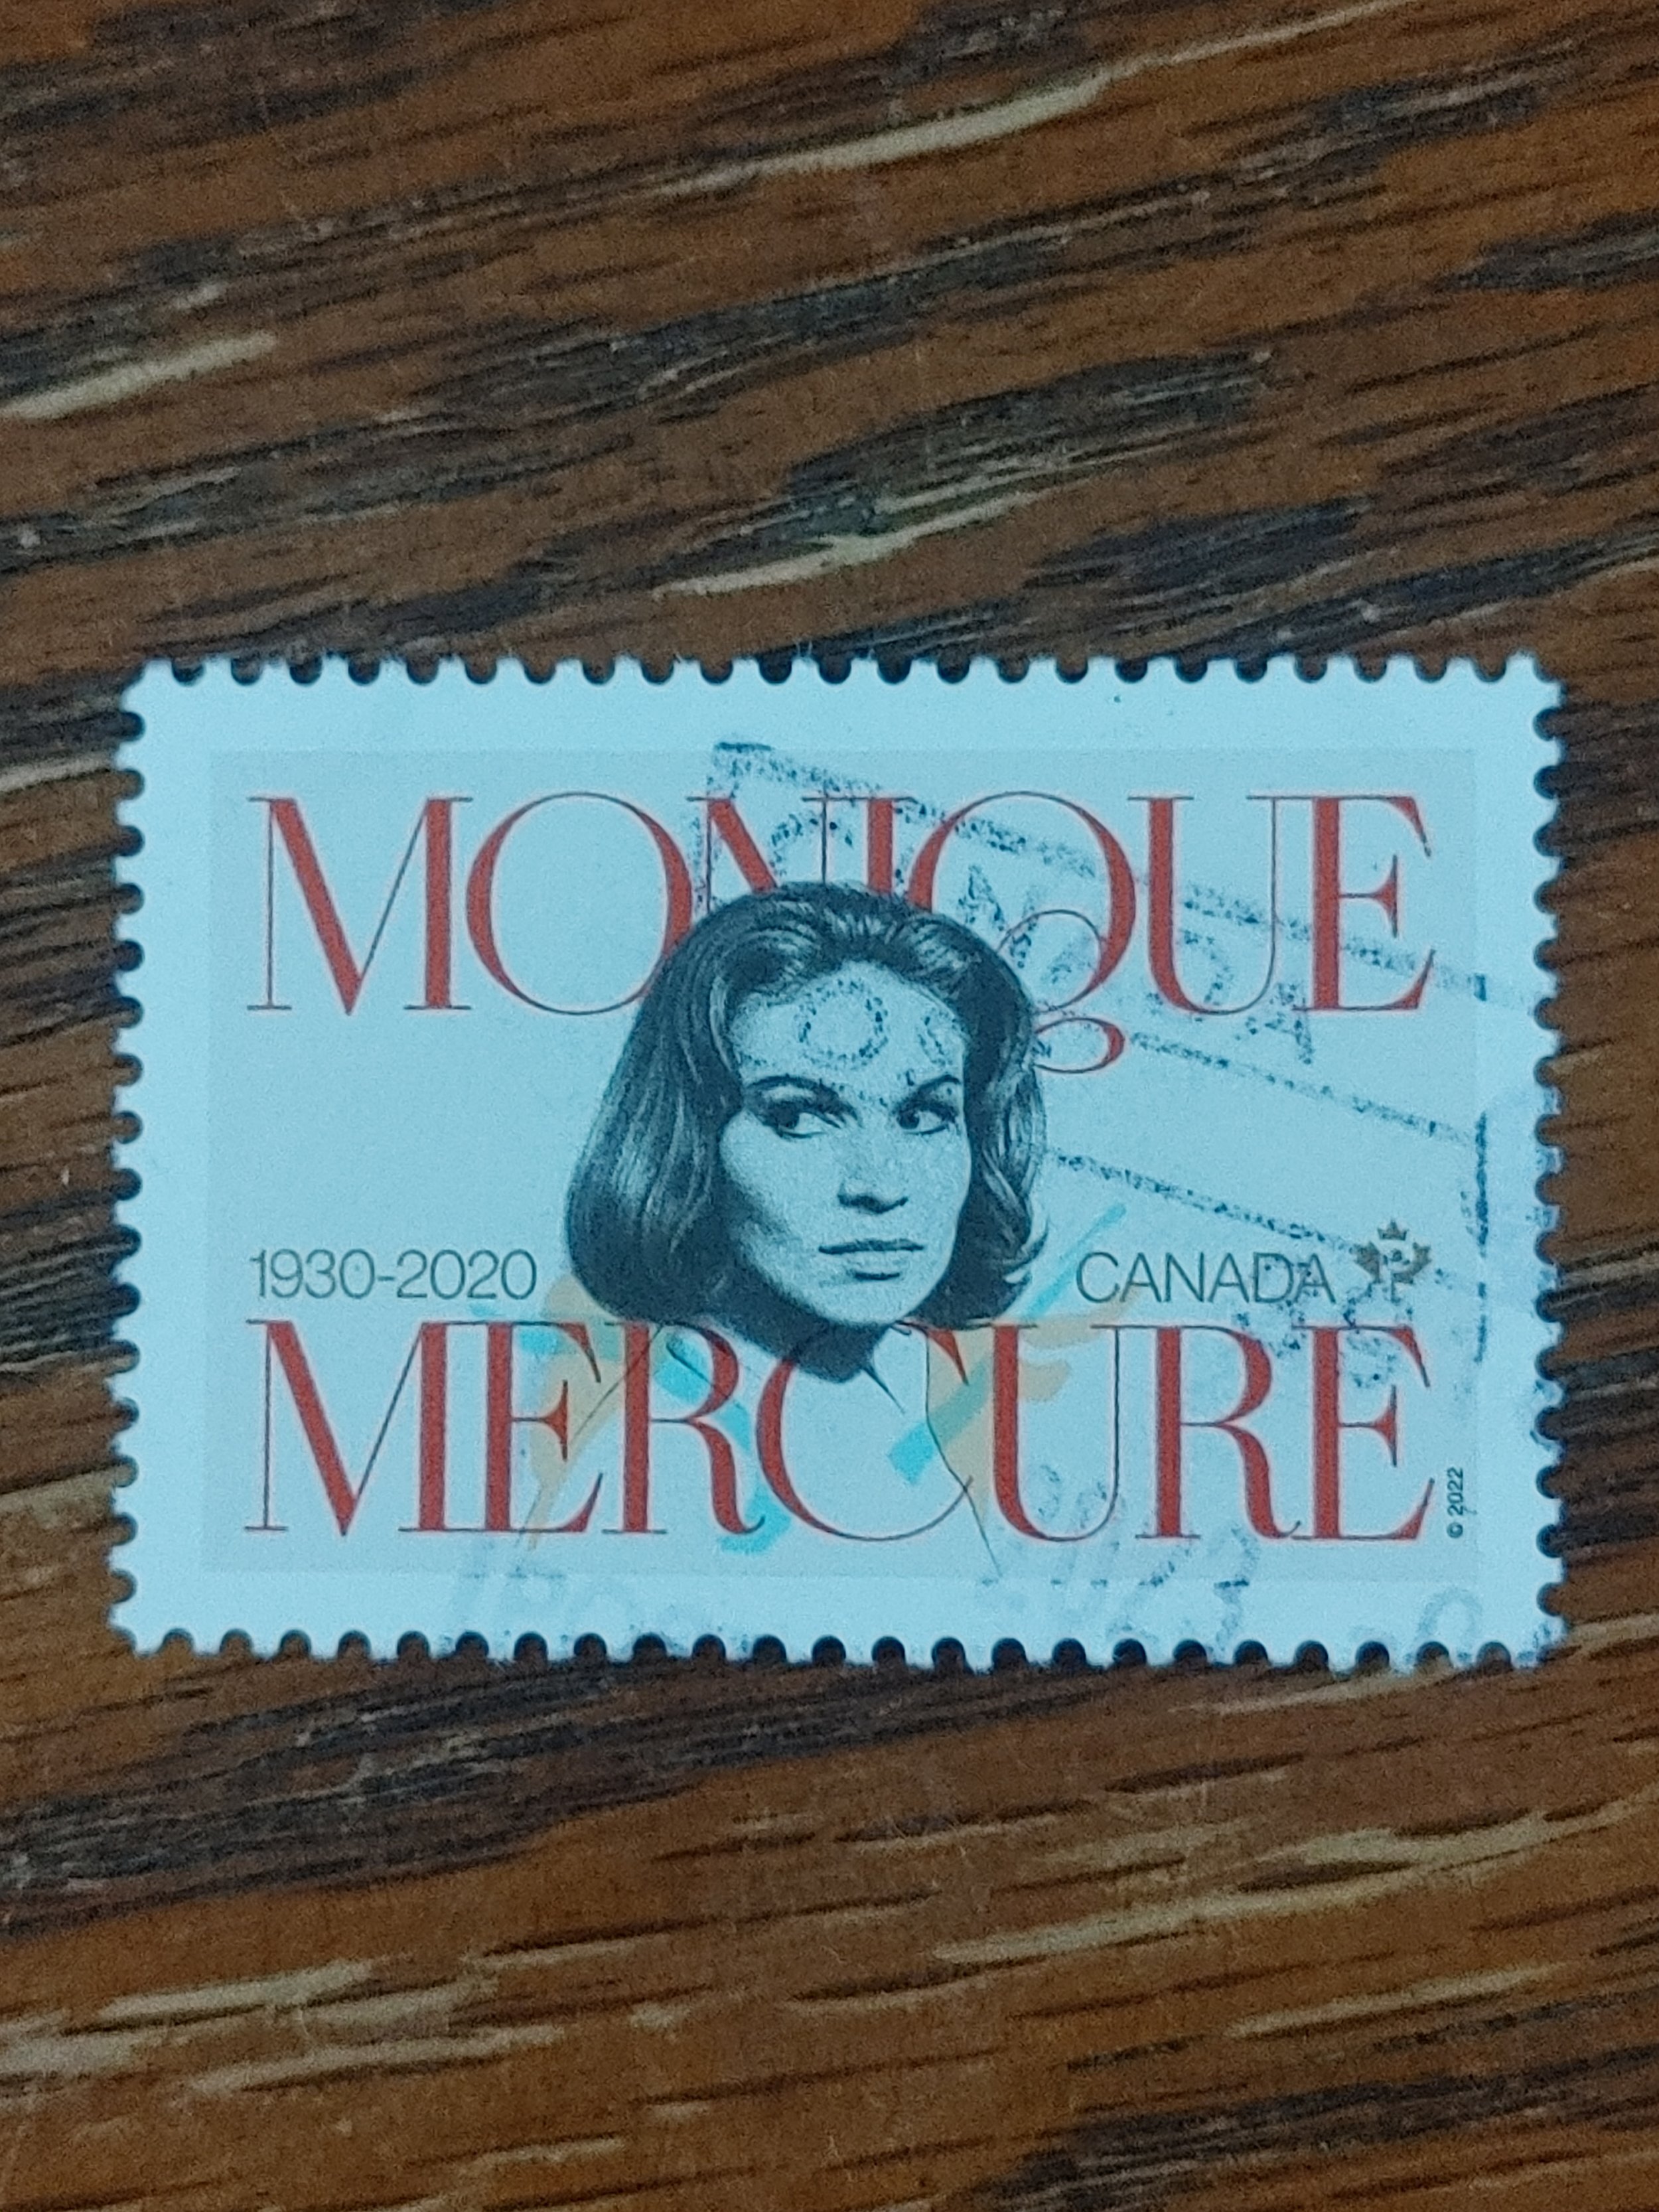 MONIQUE
1930-2020
CANADA P
MERCURE
© 2022